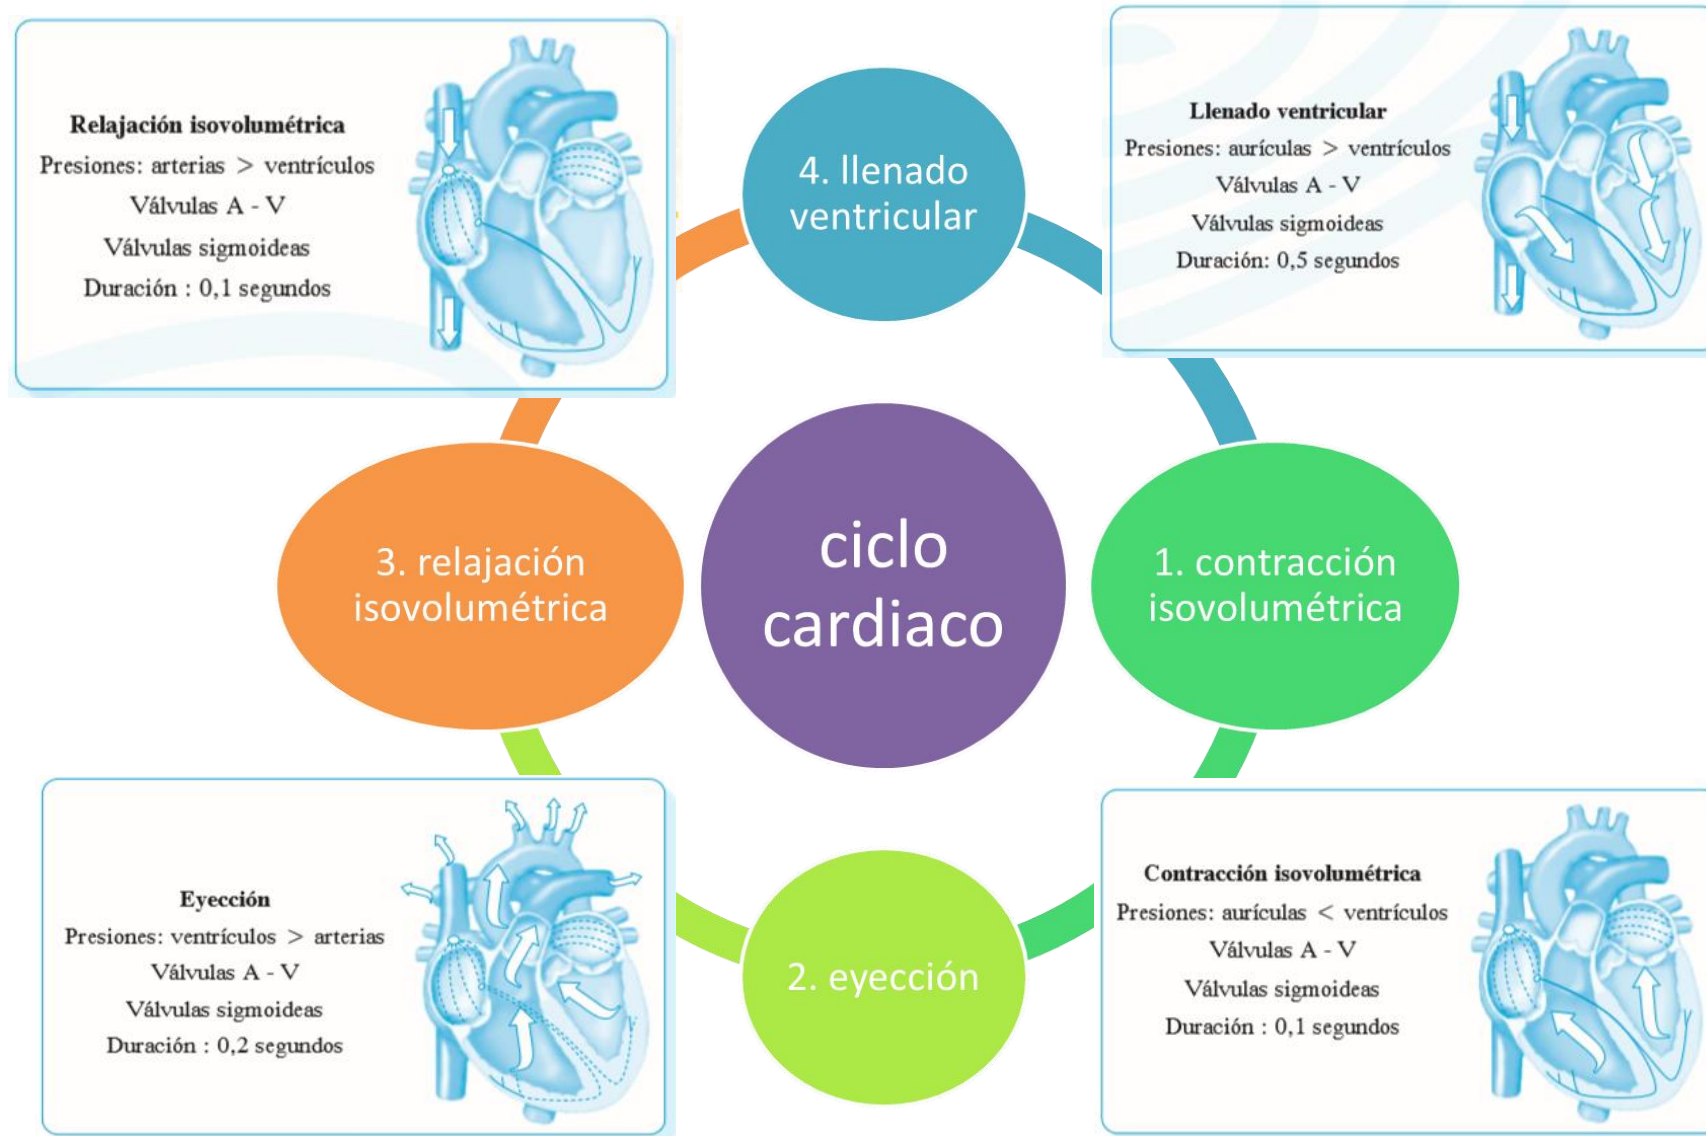 Relajación isovolumétrica
Presiones: arterias > ventrículos
Válvulas A - V
Válvulas sigmoideas
Duración : 0,1 segundos
4. llenado
ventricular
Llenado ventricular
Presiones: aurículas > ventrículos
Válvulas A - V
Válvulas sigmoideas
Duración: 0,5 segundos
3. relajación
isovolumétrica
ciclo
cardiaco
1. contracción
isovolumétrica
Eyección
Presiones: ventrículos > arterias
Válvulas A - V
Válvulas sigmoideas
Duración : 0,2 segundos
2. eyección
Contracción isovolumétrica
Presiones: aurículas < ventrículos
Válvulas A - V
Válvulas sigmoideas
Duración : 0,1 segundos